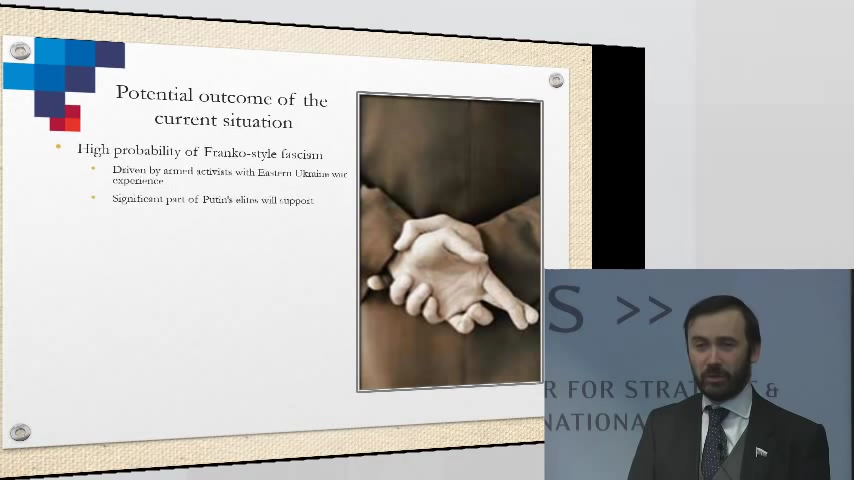 Potential outcome of the
current situation
• High probability of Franko-style fascism
• Driven by armed activists with Eastern Ukraine war
experience
• Significant part of Putin's elites will support
S >>
R FOR STRATE &
NATIONA